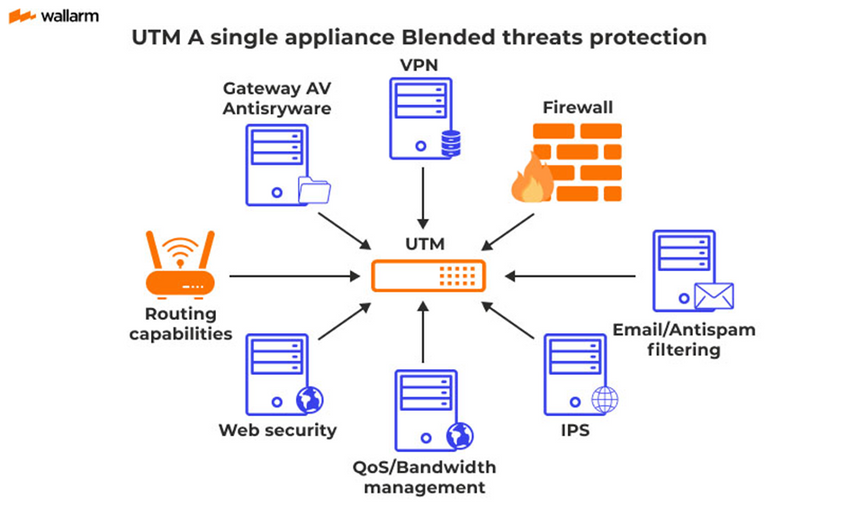 wallarm
UTM A single appliance Blended threats protection
VPN
Gateway AV
Antisryware
Firewall
UTM
Routing
capabilities
Email/Antispam
filtering
Web security
IPS
QoS/Bandwidth
management